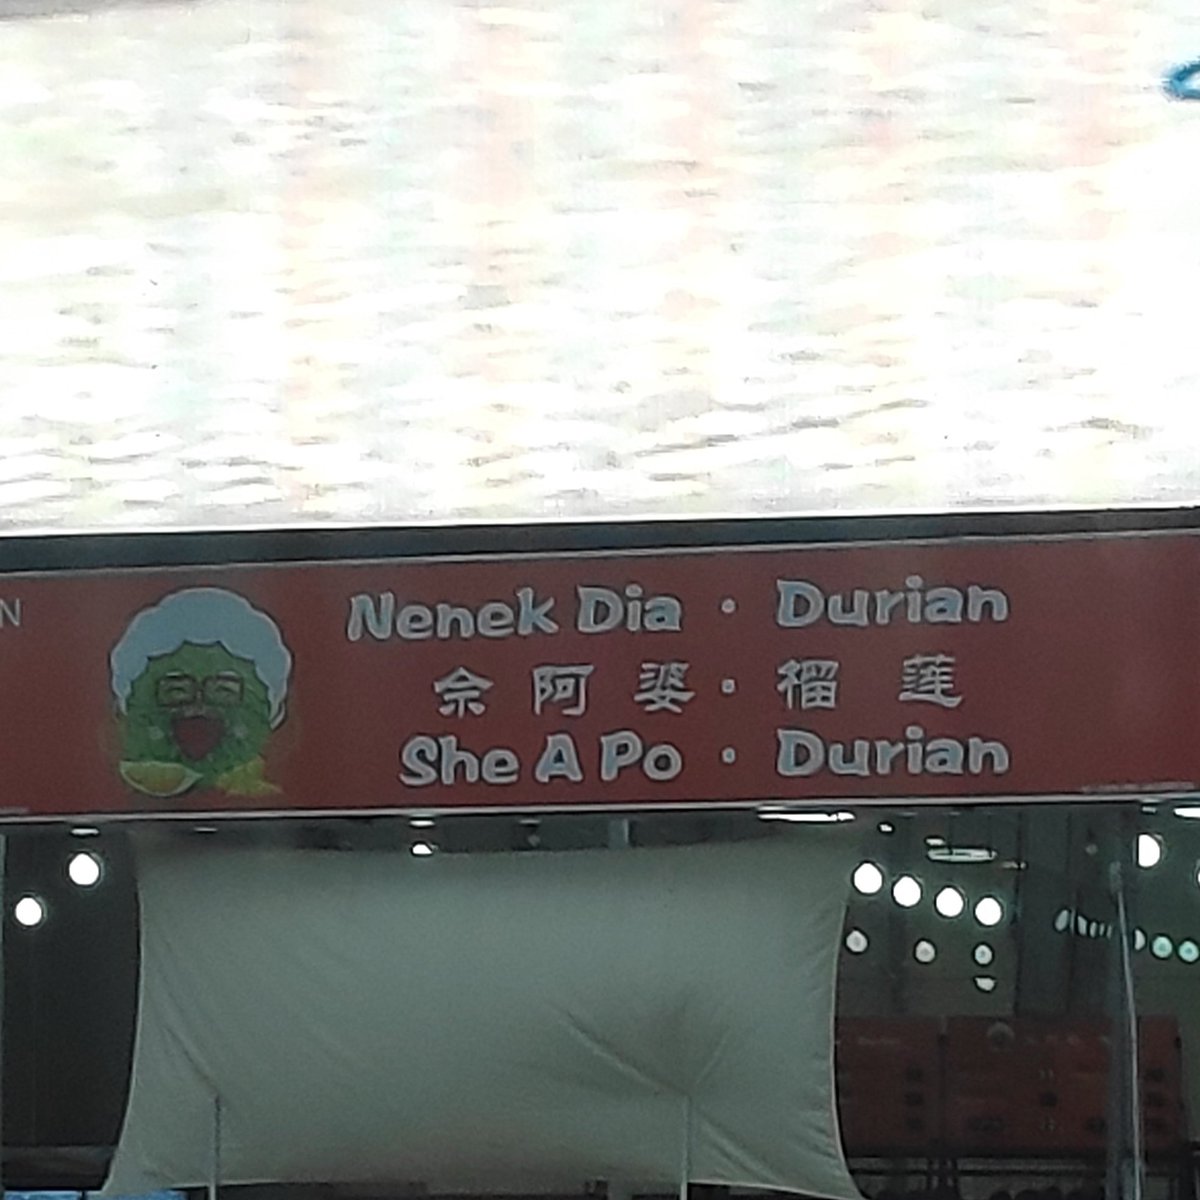 N
Nenek Dia · Durian
佘阿婆·榴莲
She A Po · Durian